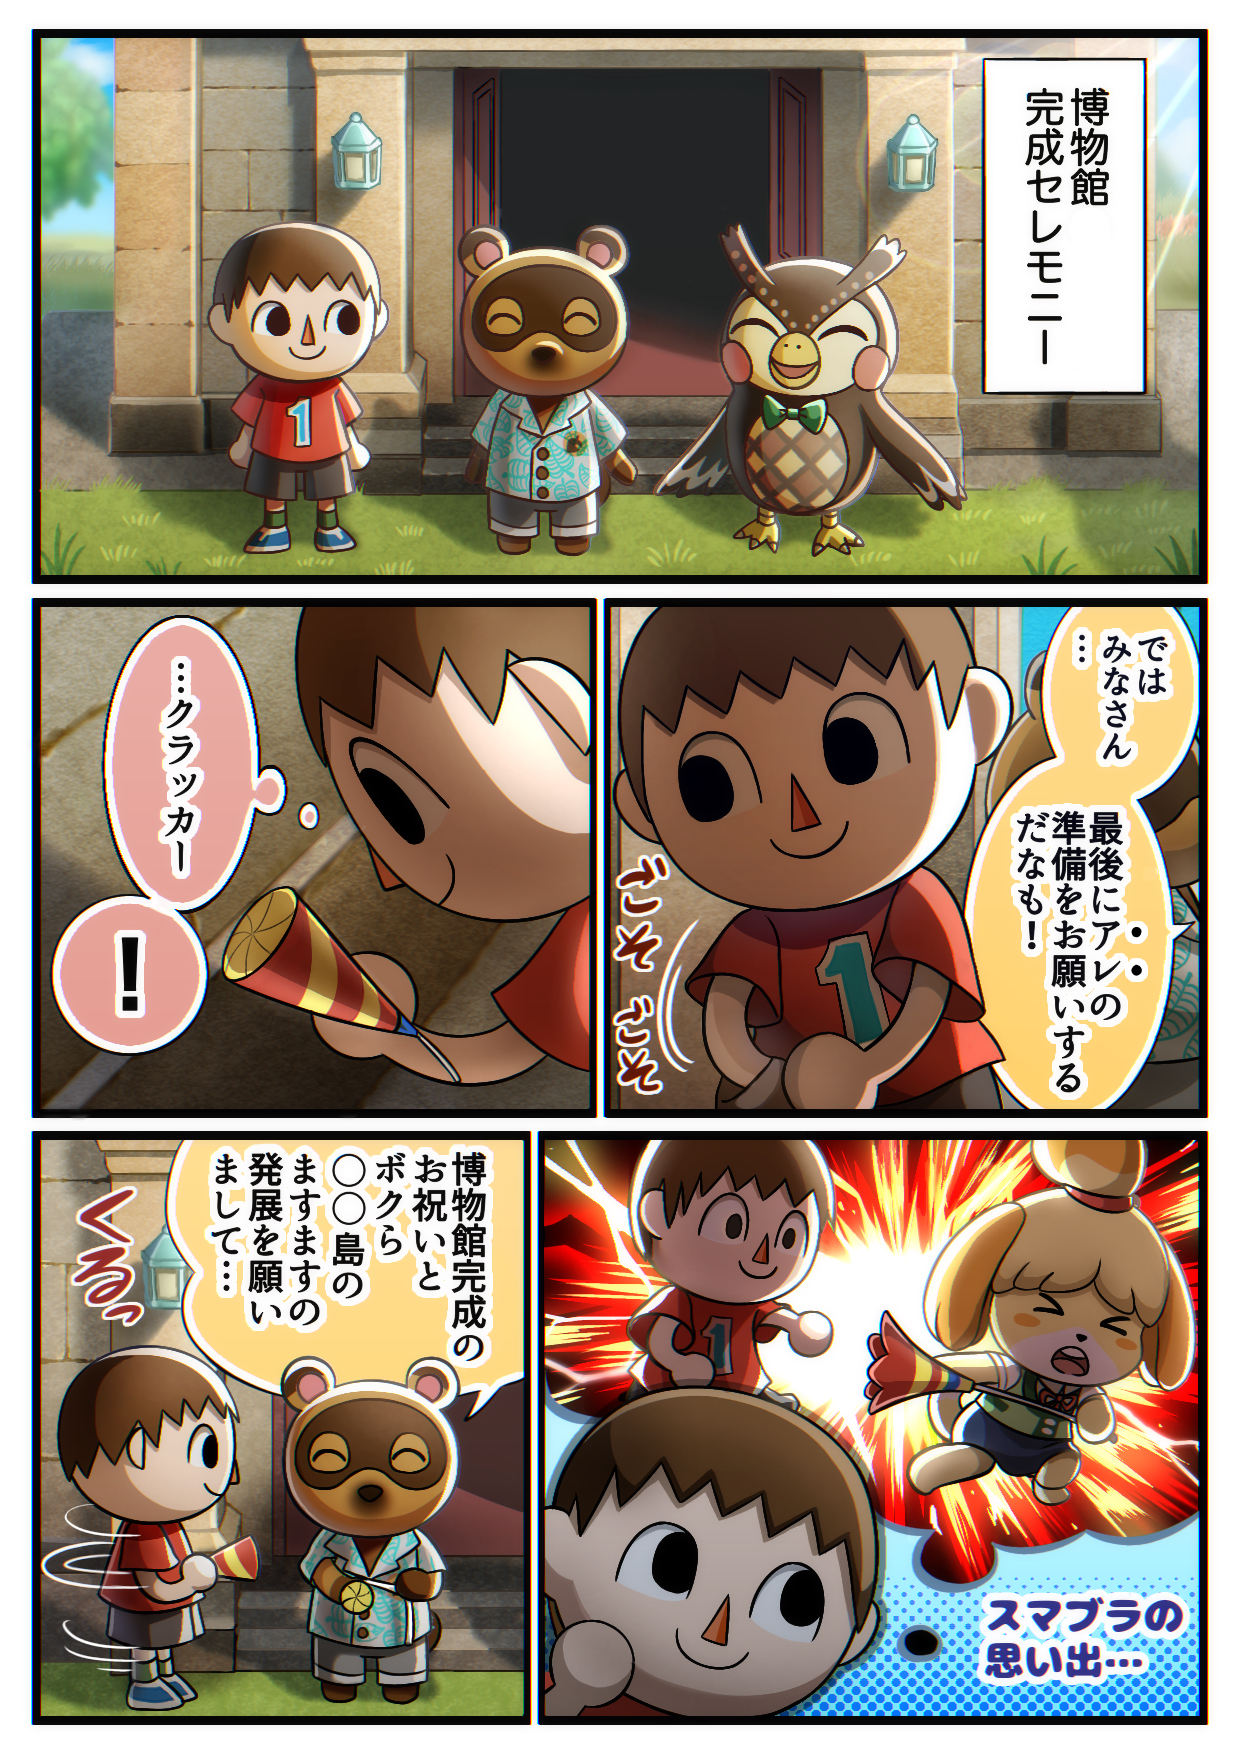 博物館
完成セレモニー
では
みなさん
…
最後にアレの
準備をお願いする
だなも！
ごそ ごそ
…クラッカー
！
スマブラの
思い出…
博物館完成の
お祝いと
ボクら
○○島の
ますますの
発展を願い
まして…
くるっ
1
1
1